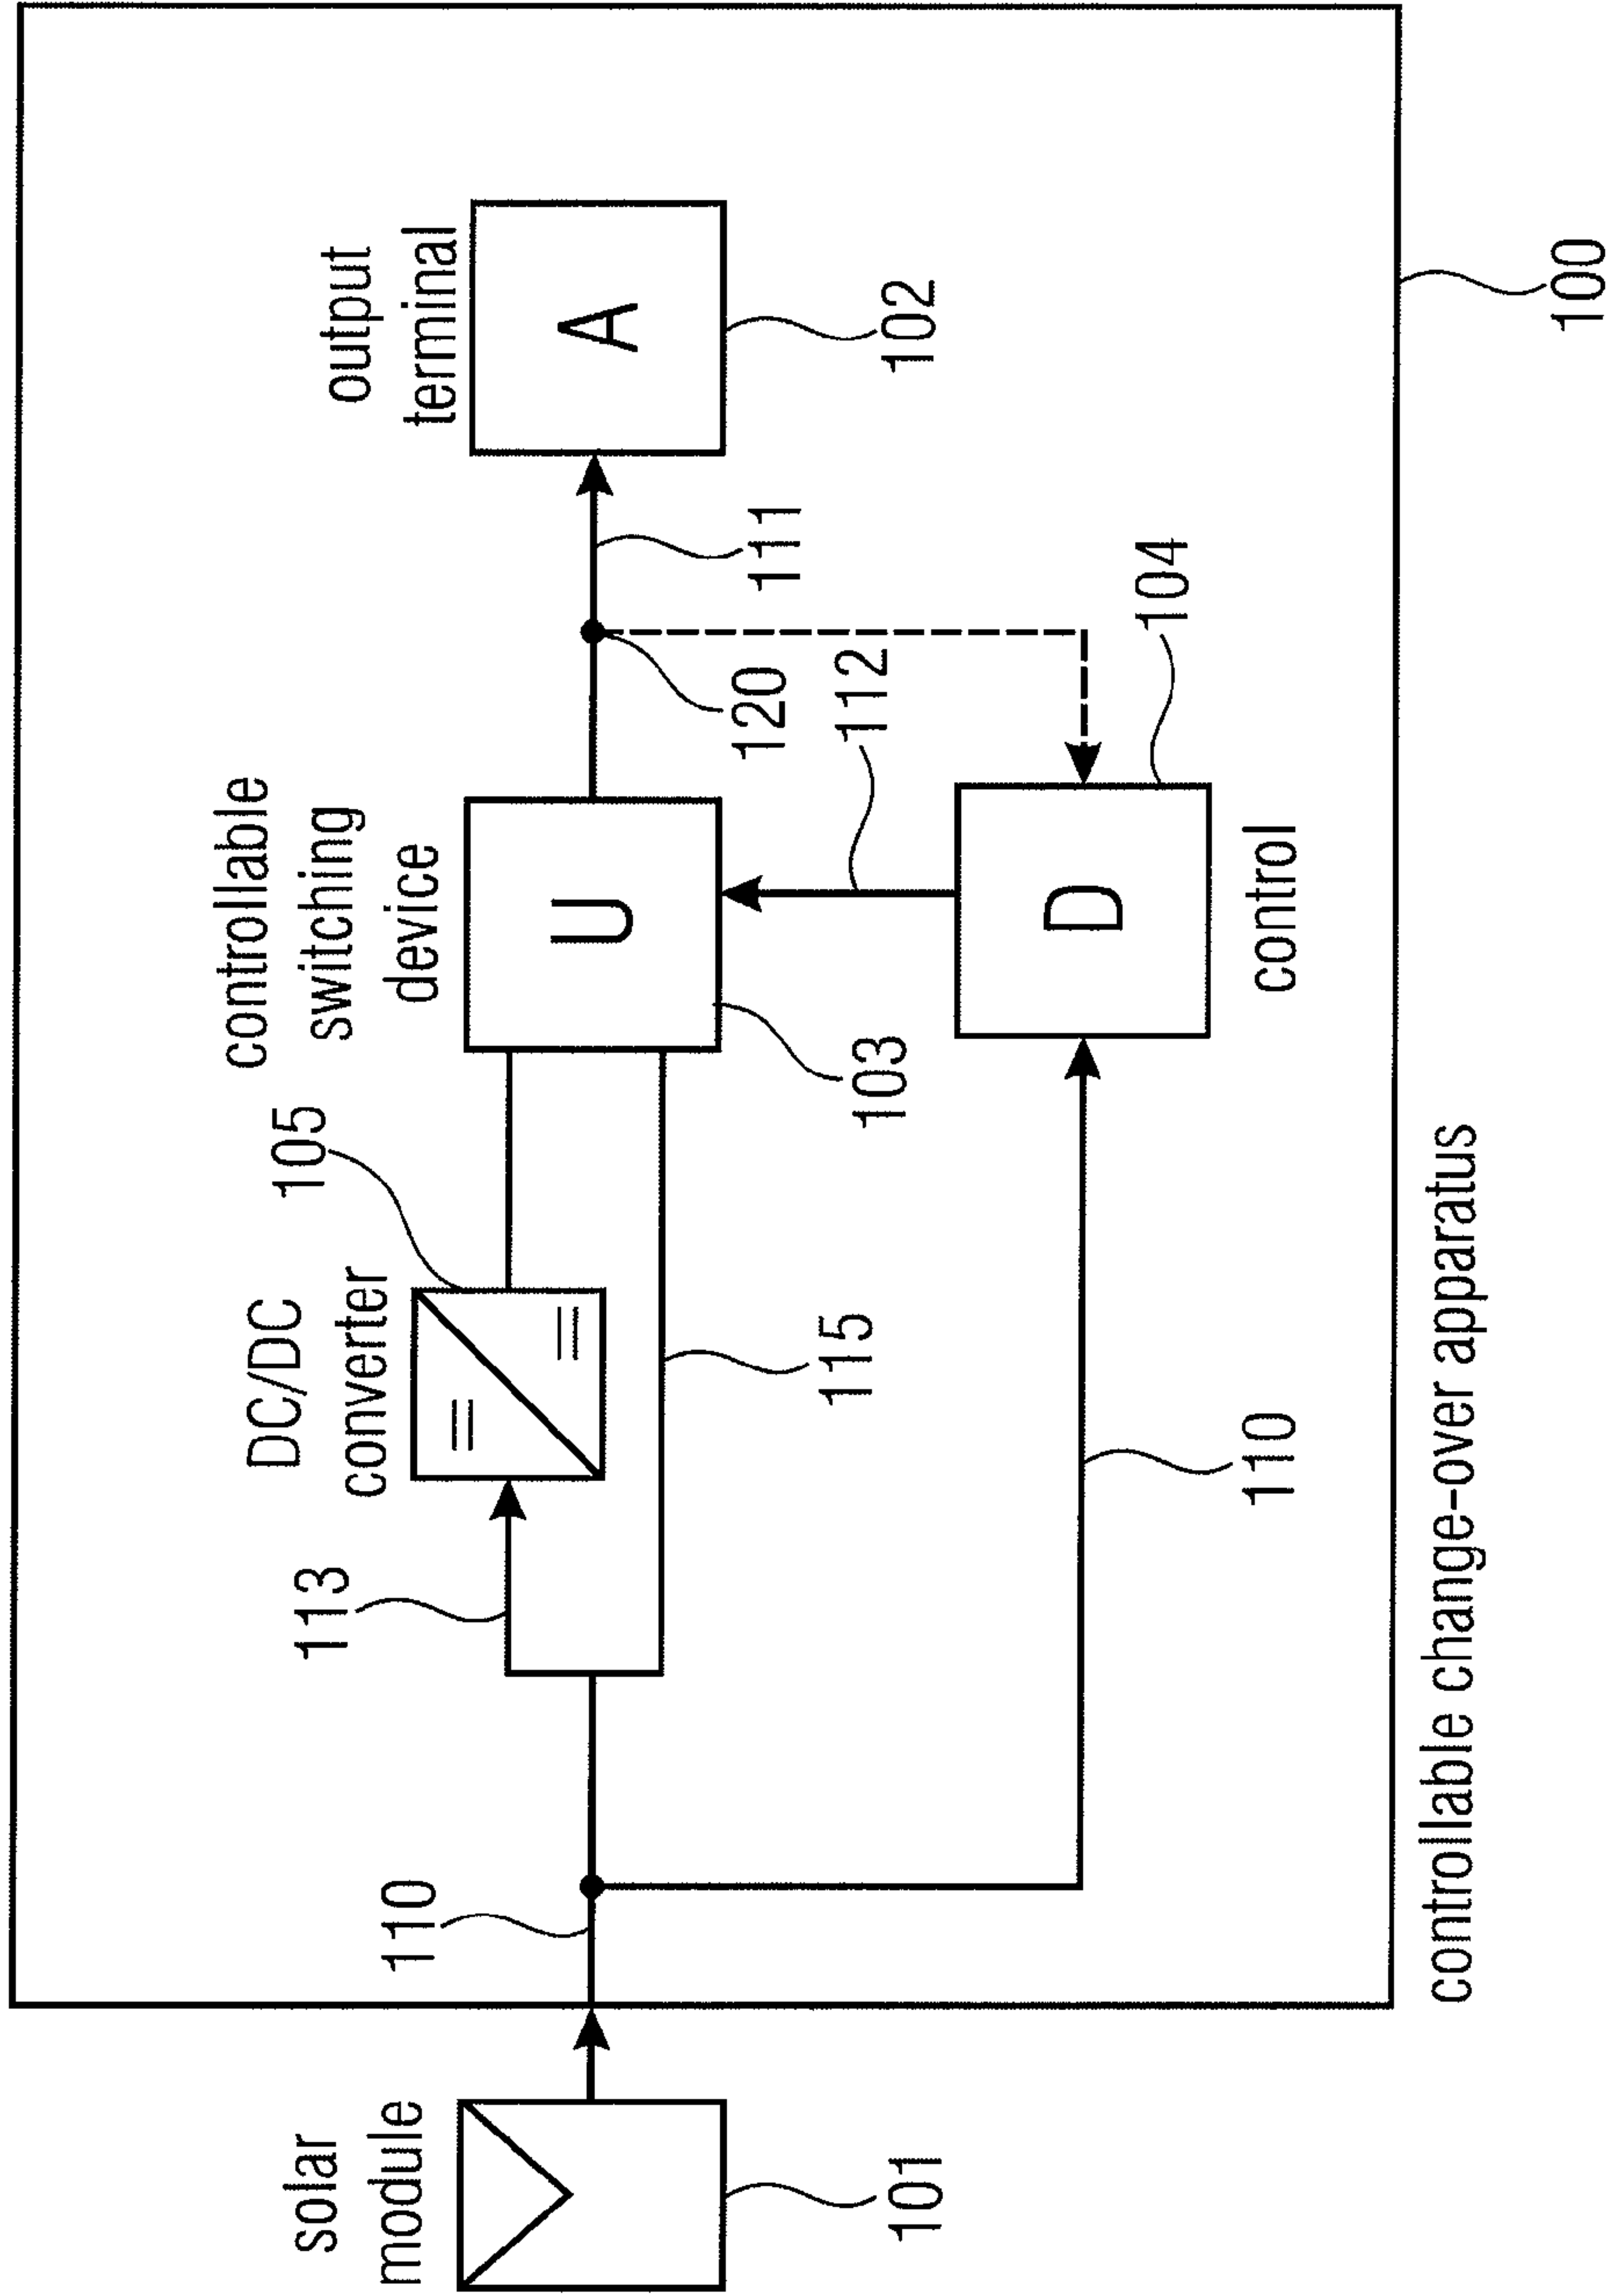 solar
module
101
110
113
DC/DC
converter
105
115
110
controllable
switching
device
U
103
112
D
control
104
120
111
output
terminal
A
102
controllable change-over apparatus
100